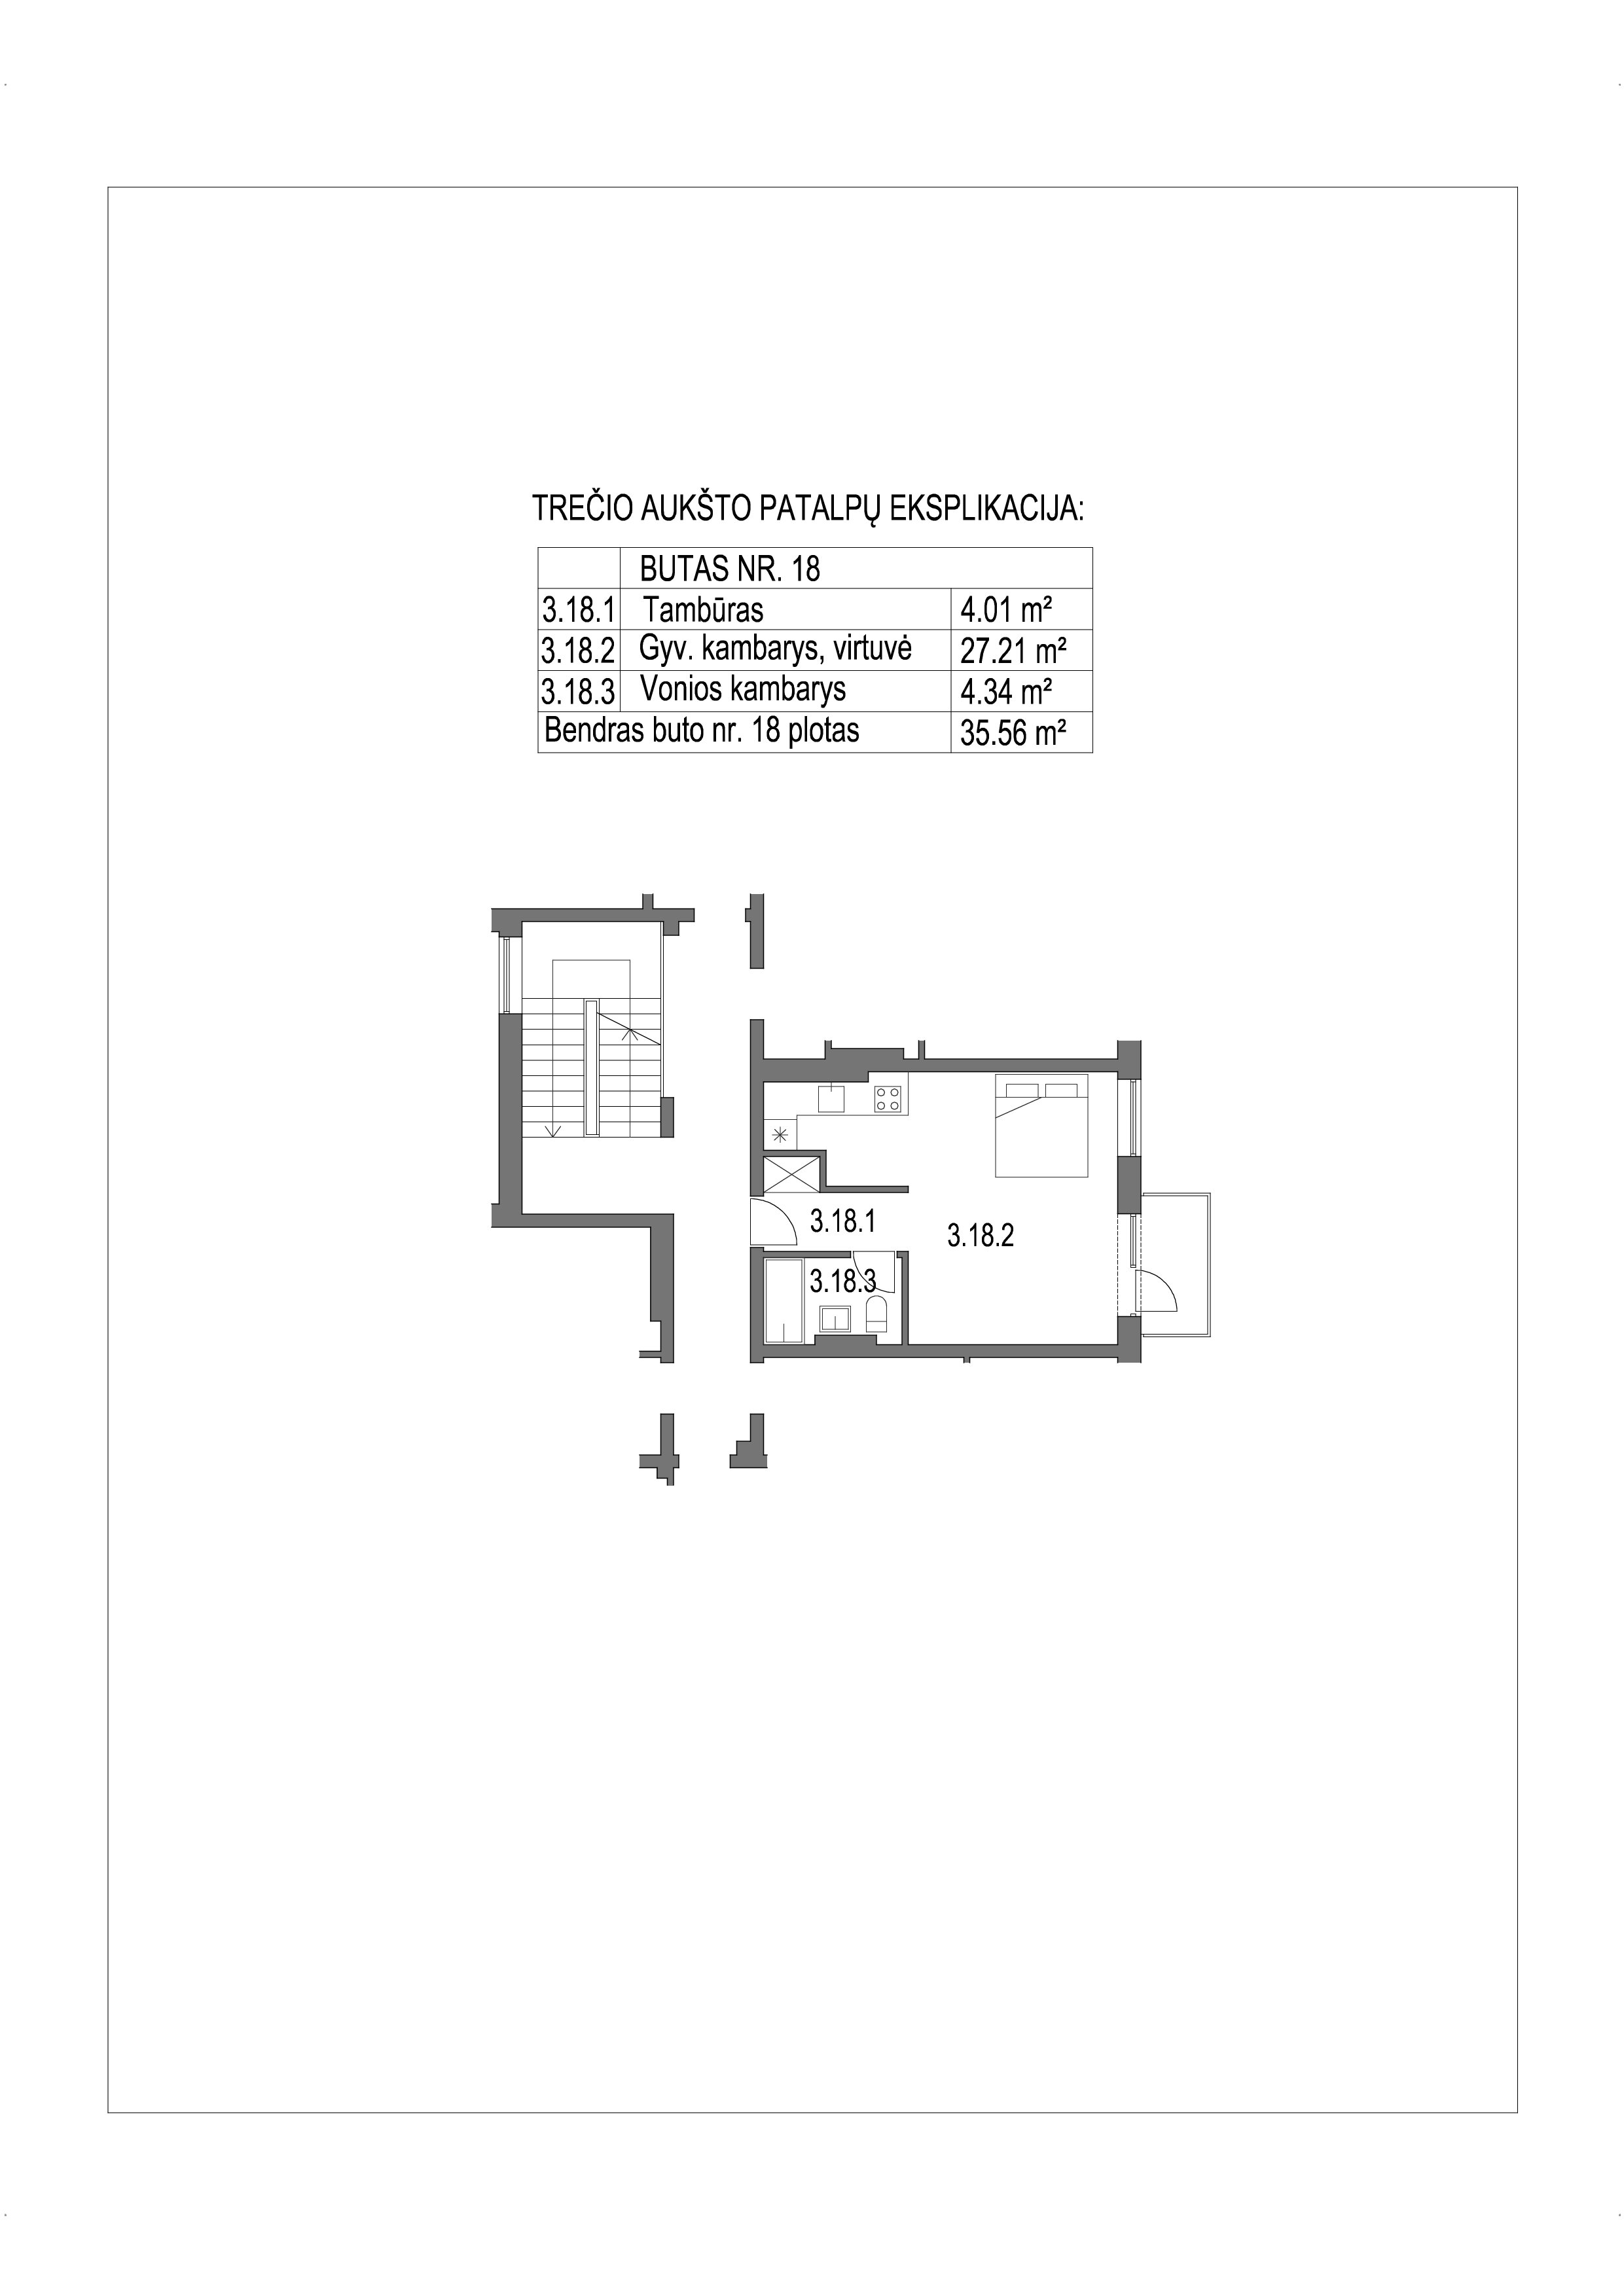 TREČIO AUKŠTO PATALPŲ EKSPLIKACIJA:
BUTAS NR. 18
3.18.1 Tambūras 4.01 m²
3.18.2 Gyv. kambarys, virtuvė 27.21 m²
3.18.3 Vonios kambarys 4.34 m²
Bendras buto nr. 18 plotas 35.56 m²
3.18.1
3.18.2
3.18.3